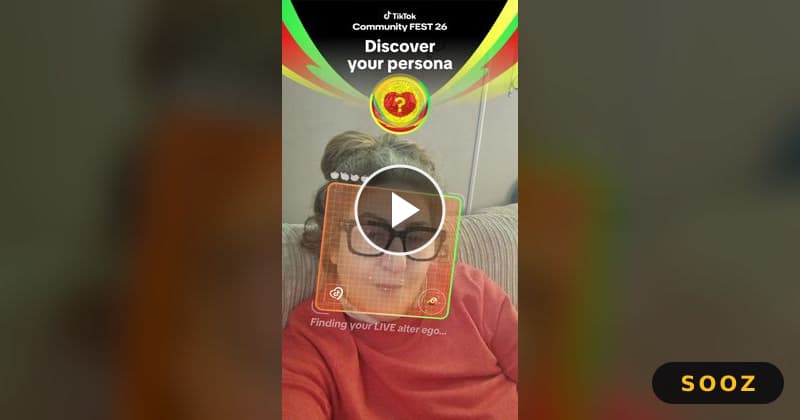 TikTok
Community FEST 26
Discover
your persona
?
Finding your LIVE alter ego...
SOOZ